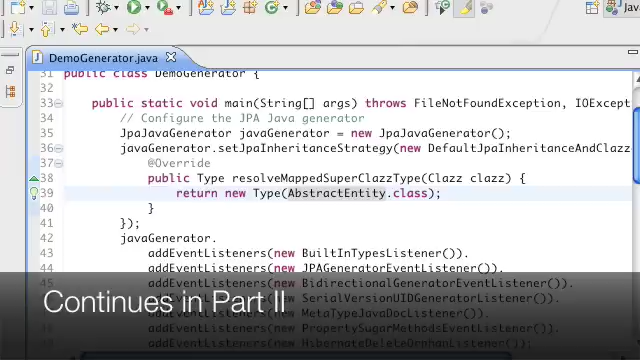 Jav
DemoGenerator.java
31 public class DemoGenerator {
32
33 public static void main(String[] args) throws FileNotFoundException, IOExcept
34 // Configure the JPA Java generator
35 JpaJavaGenerator javaGenerator = new JpaJavaGenerator();
36 javaGenerator.setJpaInheritanceStrategy(new DefaultJpaInheritanceAndClazz
37 @Override
38 public Type resolveMappedSuperClazzType(Clazz clazz) {
39 return new Type(AbstractEntity.class);
40 }
41 });
42 javaGenerator.
43 addEventListeners(new BuiltInTypesListener()).
44 addEventListeners(new JPAGeneratorEventListener()).
45 addEventListeners(new BidirectionalGeneratorEventListener()).
46 addEventListeners(new SerialVersionUIDGeneratorListener()).
47 addEventListeners(new MetaTypeJavaDocListener()).
48 addEventListeners(new PropertySugarMethodsEventListener()).
49 addEventListeners(new HibernateDeleteOrphanListener()).
Continues in Part II